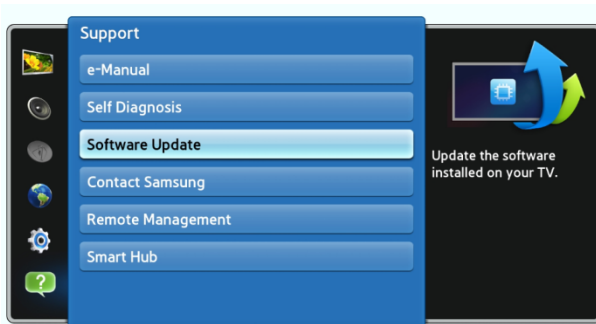 Support
e-Manual
Self Diagnosis
Software Update
Contact Samsung
Remote Management
Smart Hub
Update the software
installed on your TV.